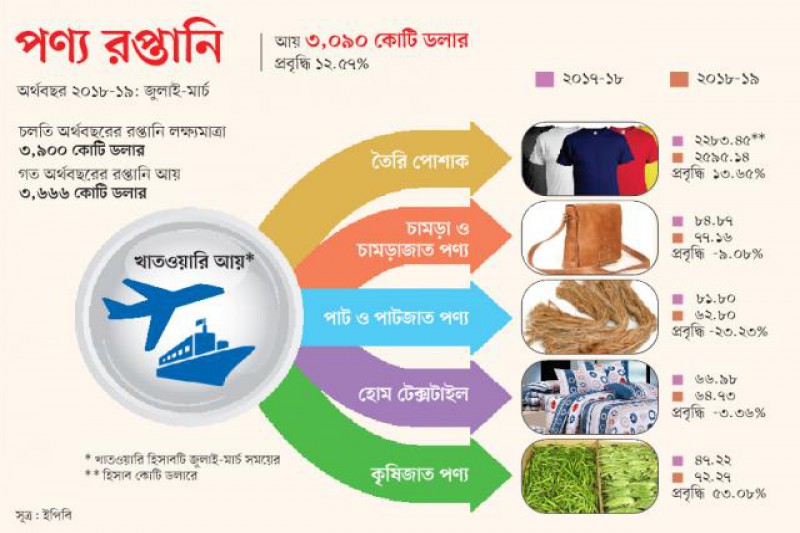 পণ্য রপ্তানি
আয় ৩,০৯০ কোটি ডলার
প্রবৃদ্ধি ১২.৫৭%
অর্থবছর ২০১৮-১৯: জুলাই-মার্চ
২০১৭-১৮
২০১৮-১৯
চলতি অর্থবছরের রপ্তানি লক্ষ্যমাত্রা
৩,৯০০ কোটি ডলার
গত অর্থবছরের রপ্তানি আয়
৩,৬৬৬ কোটি ডলার
খাতওয়ারি আয়*
তৈরি পোশাক
২২৮৩.৪৫**
২৫৯৫.১৪
প্রবৃদ্ধি ১৩.৬৫%
চামড়া ও
চামড়াজাত পণ্য
৮৪.৮৭
৭৭.১৬
প্রবৃদ্ধি -৯.০৮%
পাট ও পাটজাত পণ্য
৮১.৮০
৬২.৮০
প্রবৃদ্ধি -২৩.২৩%
হোম টেক্সটাইল
৬৬.৯৮
৬৪.৭৩
প্রবৃদ্ধি -৩.৩৬%
কৃষিজাত পণ্য
৪৭.২২
৭২.২৭
প্রবৃদ্ধি ৫৩.০৮%
* খাতওয়ারি হিসাবটি জুলাই-মার্চ সময়ের
** হিসাব কোটি ডলারে
সূত্র : ইপিবি